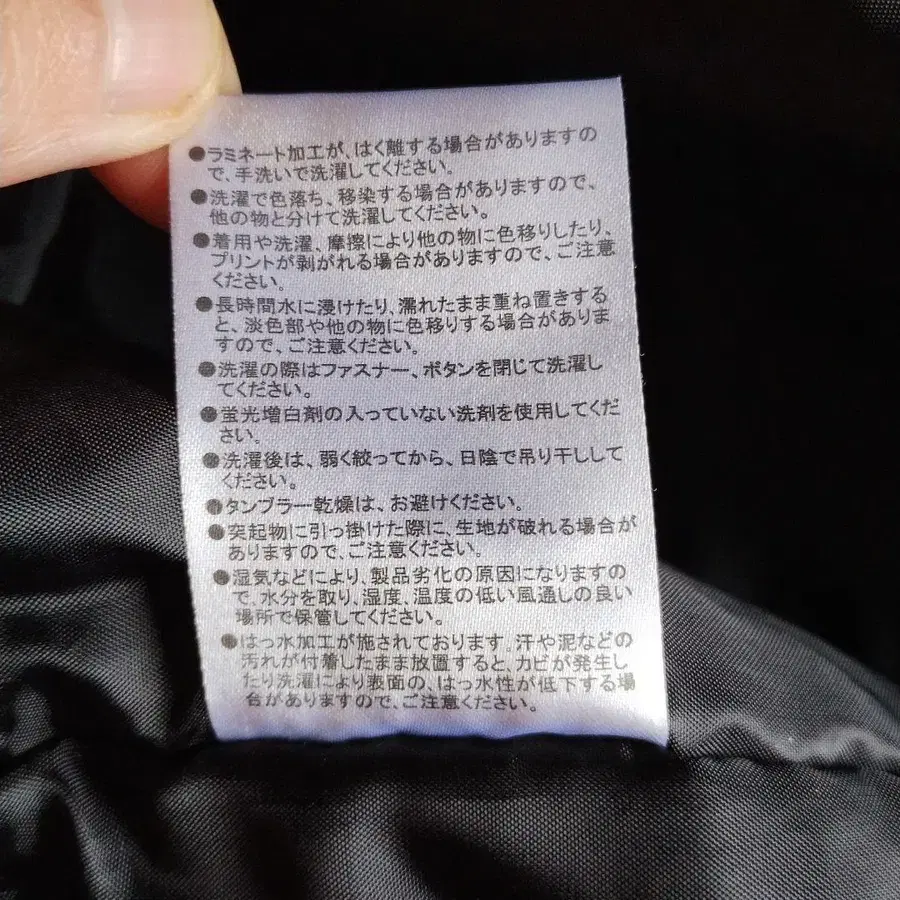 ●ラミネート加工が、はく離する場合がありますの
で、手洗いで洗濯してください。
●洗濯で色落ち、移染する場合がありますので、
他の物と分けて洗濯してください。
●着用や洗濯、摩擦により他の物に色移りしたり、
プリントが剥がれる場合がありますので、ご注意
ください。
●長時間水に浸けたり、濡れたまま重ね置きする
と、淡色部や他の物に色移りする場合がありま
すので、ご注意ください。
●洗濯の際はファスナー、ボタンを閉じて洗濯し
てください。
●蛍光増白剤の入っていない洗剤を使用してくだ
さい。
●洗濯後は、弱く絞ってから、日陰で吊り干しして
ください。
●タンブラー乾燥は、お避けください。
●突起物に引っ掛けた際に、生地が破れる場合が
ありますので、ご注意ください。
●湿気などにより、製品劣化の原因になりますの
で、水分を取り、湿度、温度の低い風通しの良い
場所で保管してください。
●はっ水加工が施されております。汗や泥などの
汚れが付着したまま放置すると、カビが発生し
たり洗濯により表面の、はっ水性が低下する場
合がありますので、ご注意ください。